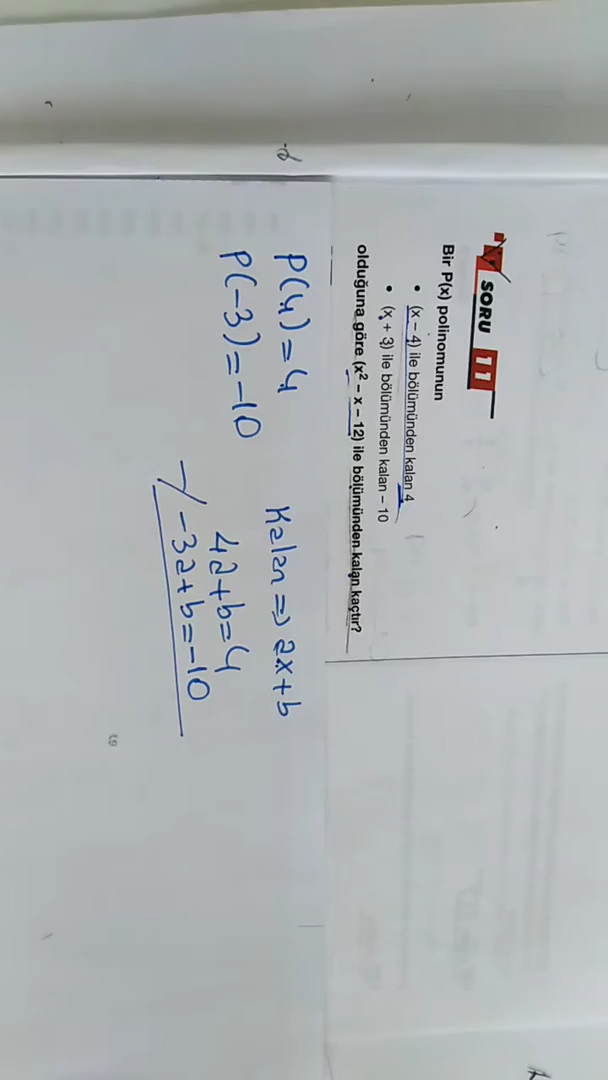 SORU 11
Bir P(x) polinomunun
• (x – 4) ile bölümünden kalan 4
• (x + 3) ile bölümünden kalan – 10
olduğuna göre (x² – x – 12) ile bölümünden kalan kaçtır?
P(4)=4
P(-3)=-10
Kalan => ax+b
4a+b=4
-3a+b=-10